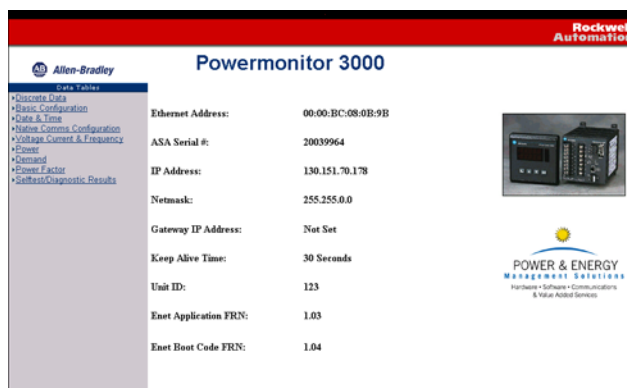 Rockwell
Automation
AB Allen-Bradley
Powermonitor 3000
Data Tables
Discrete Data
Basic Configuration
Date & Time
Native Comms Configuration
Voltage Current & Frequency
Power
Demand
Power Factor
Selftest/Diagnostic Results
Ethernet Address: 00:00:BC:08:0B:9B
ASA Serial #: 20039964
IP Address: 130.151.70.178
Netmask: 255.255.0.0
Gateway IP Address: Not Set
Keep Alive Time: 30 Seconds
Unit ID: 123
Enet Application FRN: 1.03
Enet Boot Code FRN: 1.04
POWER & ENERGY
Management Solutions
Hardware • Software • Communications
& Value Added Services